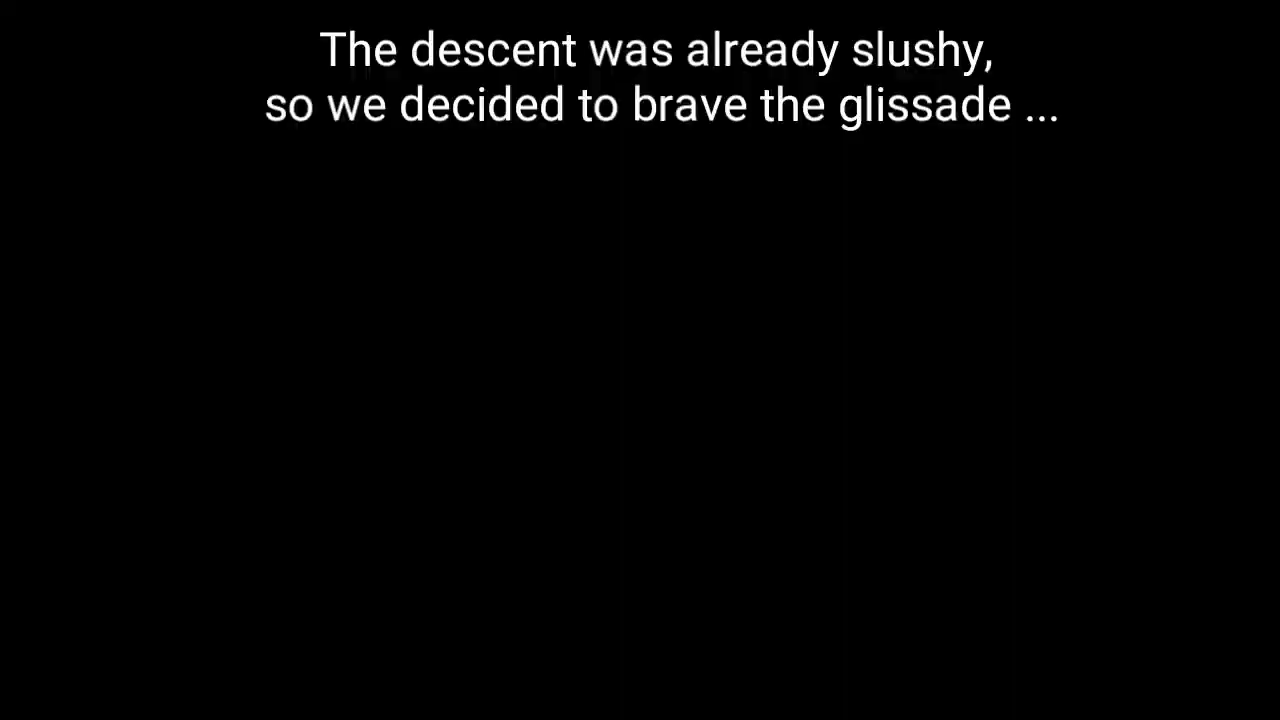 The descent was already slushy,
so we decided to brave the glissade ...